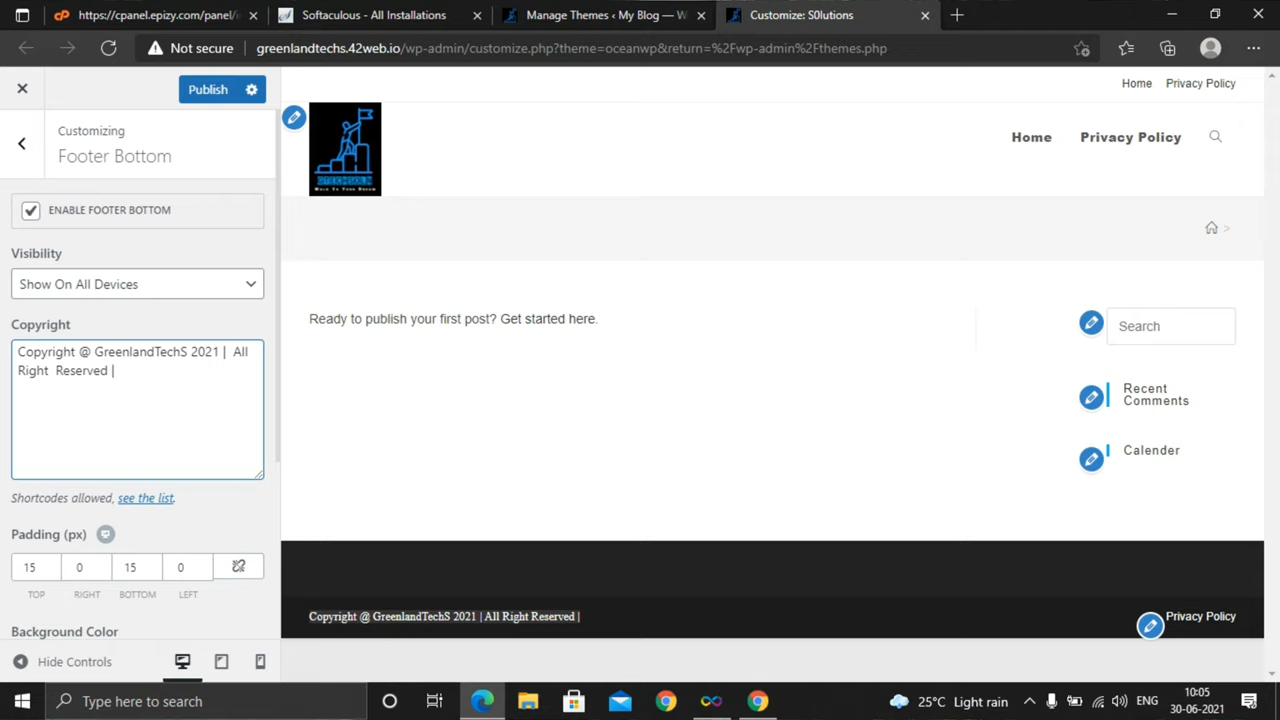 https://cpanel.epizy.com/panel/i
Softaculous - All Installations
Manage Themes ‹ My Blog — W
Customize: S0lutions
Not secure
greenlandtechs.42web.io/wp-admin/customize.php?theme=oceanwp&return=%2Fwp-admin%2Fthemes.php
Publish
Customizing
Footer Bottom
ENABLE FOOTER BOTTOM
Visibility
Show On All Devices
Copyright
Copyright @ GreenlandTechS 2021 | All
Right Reserved |
Shortcodes allowed, see the list.
Padding (px)
15 0 15 0
TOP RIGHT BOTTOM LEFT
Background Color
Hide Controls
Home Privacy Policy
Home Privacy Policy
>
Ready to publish your first post? Get started here.
Search
Recent
Comments
Calender
Copyright @ GreenlandTechS 2021 | All Right Reserved |
Privacy Policy
Type here to search
25°C Light rain
ENG
10:05
30-06-2021